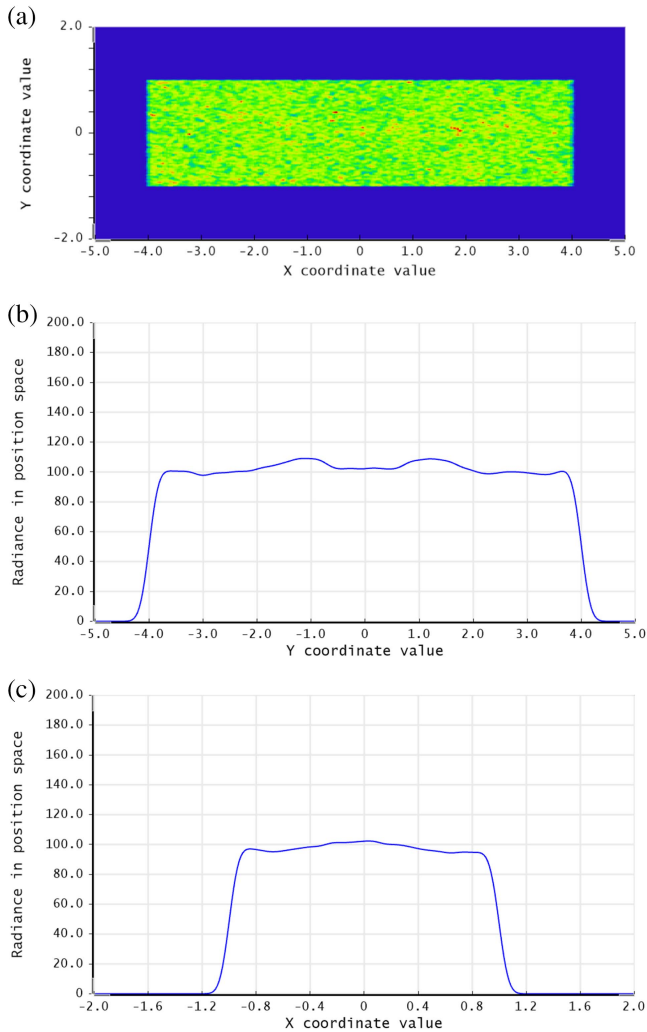 (a)
2.0
Y coordinate value
0
-2.0
-5.0 -4.0 -3.0 -2.0 -1.0 0 1.0 2.0 3.0 4.0 5.0
X coordinate value
(b)
200.0
180.0
160.0
140.0
120.0
100.0
80.0
60.0
40.0
20.0
0
Radiance in position space
-5.0 -4.0 -3.0 -2.0 -1.0 0 1.0 2.0 3.0 4.0 5.0
Y coordinate value
(c)
200.0
180.0
160.0
140.0
120.0
100.0
80.0
60.0
40.0
20.0
0
Radiance in position space
-2.0 -1.6 -1.2 -0.8 -0.4 0 0.4 0.8 1.2 1.6 2.0
X coordinate value